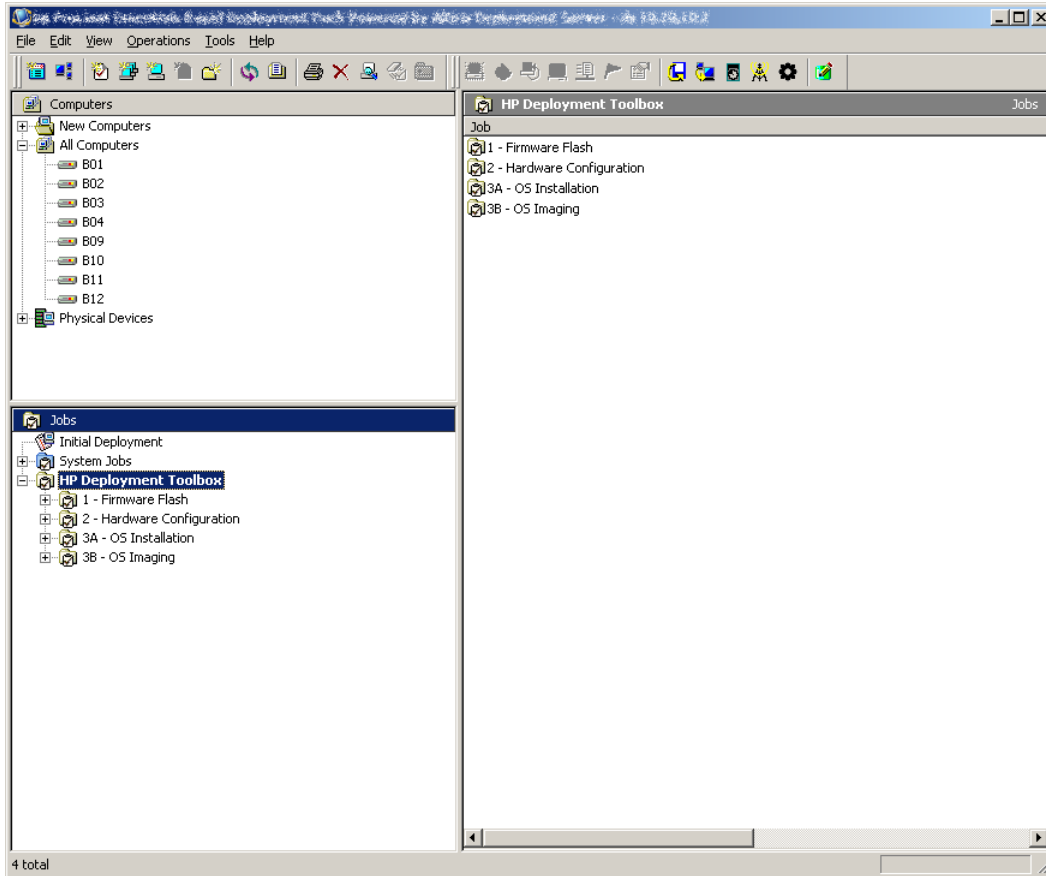 File Edit View Operations Tools Help
Computers
New Computers
All Computers
B01
B02
B03
B04
B09
B10
B11
B12
Physical Devices
Jobs
Initial Deployment
System Jobs
HP Deployment Toolbox
1 - Firmware Flash
2 - Hardware Configuration
3A - OS Installation
3B - OS Imaging
HP Deployment Toolbox Jobs
Job
1 - Firmware Flash
2 - Hardware Configuration
3A - OS Installation
3B - OS Imaging
4 total